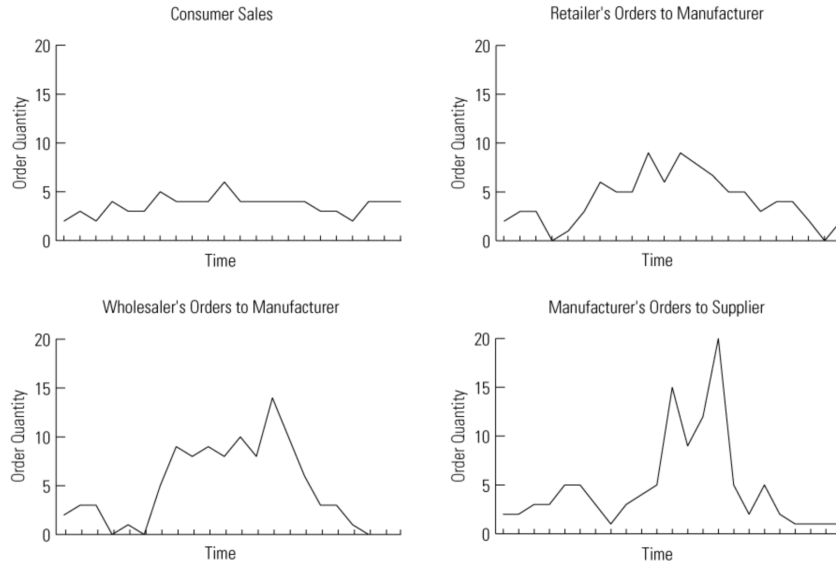 Consumer Sales
20
15
10
5
0
Order Quantity
Time
Retailer's Orders to Manufacturer
20
15
10
5
0
Order Quantity
Time
Wholesaler's Orders to Manufacturer
20
15
10
5
0
Order Quantity
Time
Manufacturer's Orders to Supplier
20
15
10
5
0
Order Quantity
Time